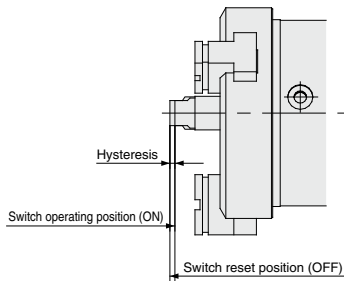 Hysteresis
Switch operating position (ON)
Switch reset position (OFF)